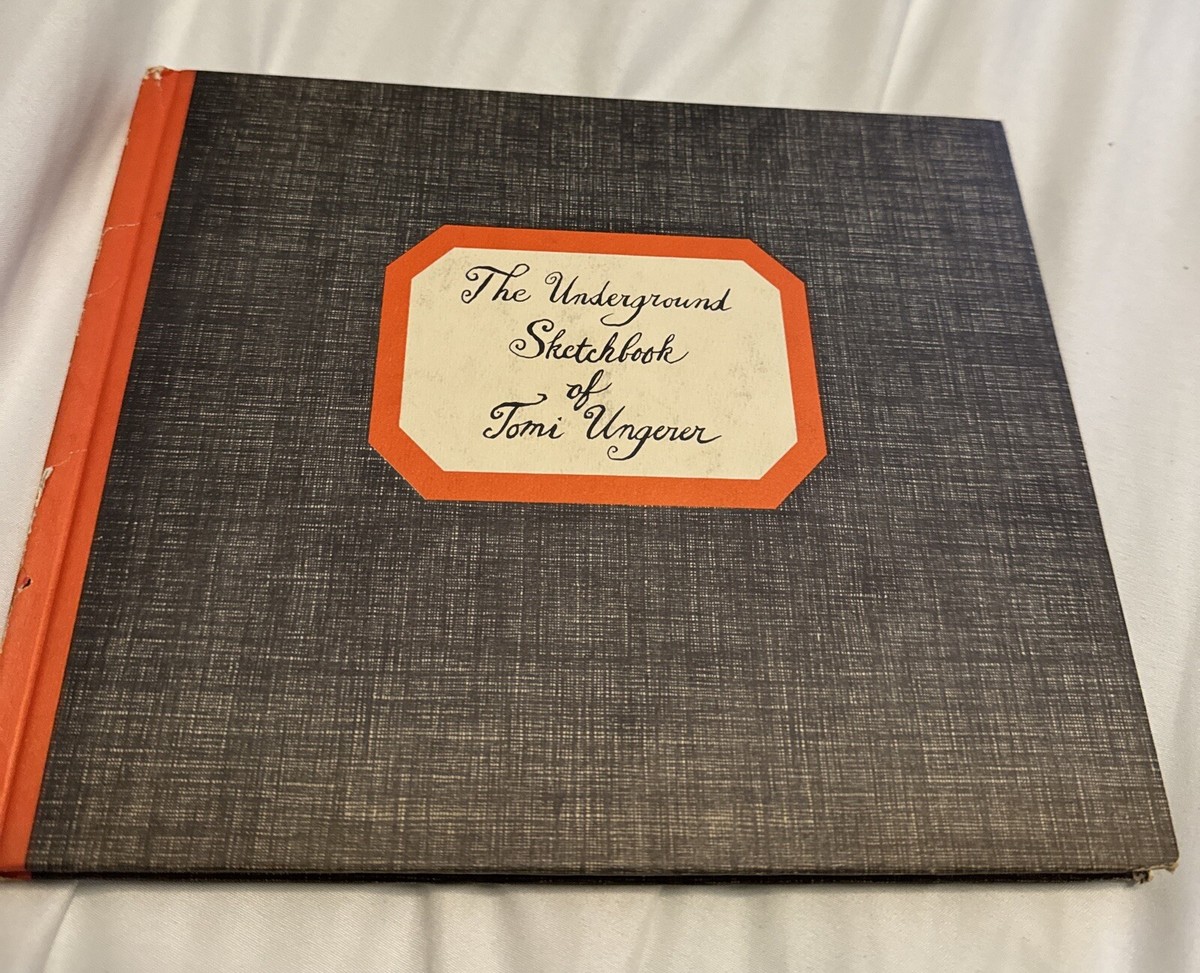 The Underground
Sketchbook
of
Tomi Ungerer